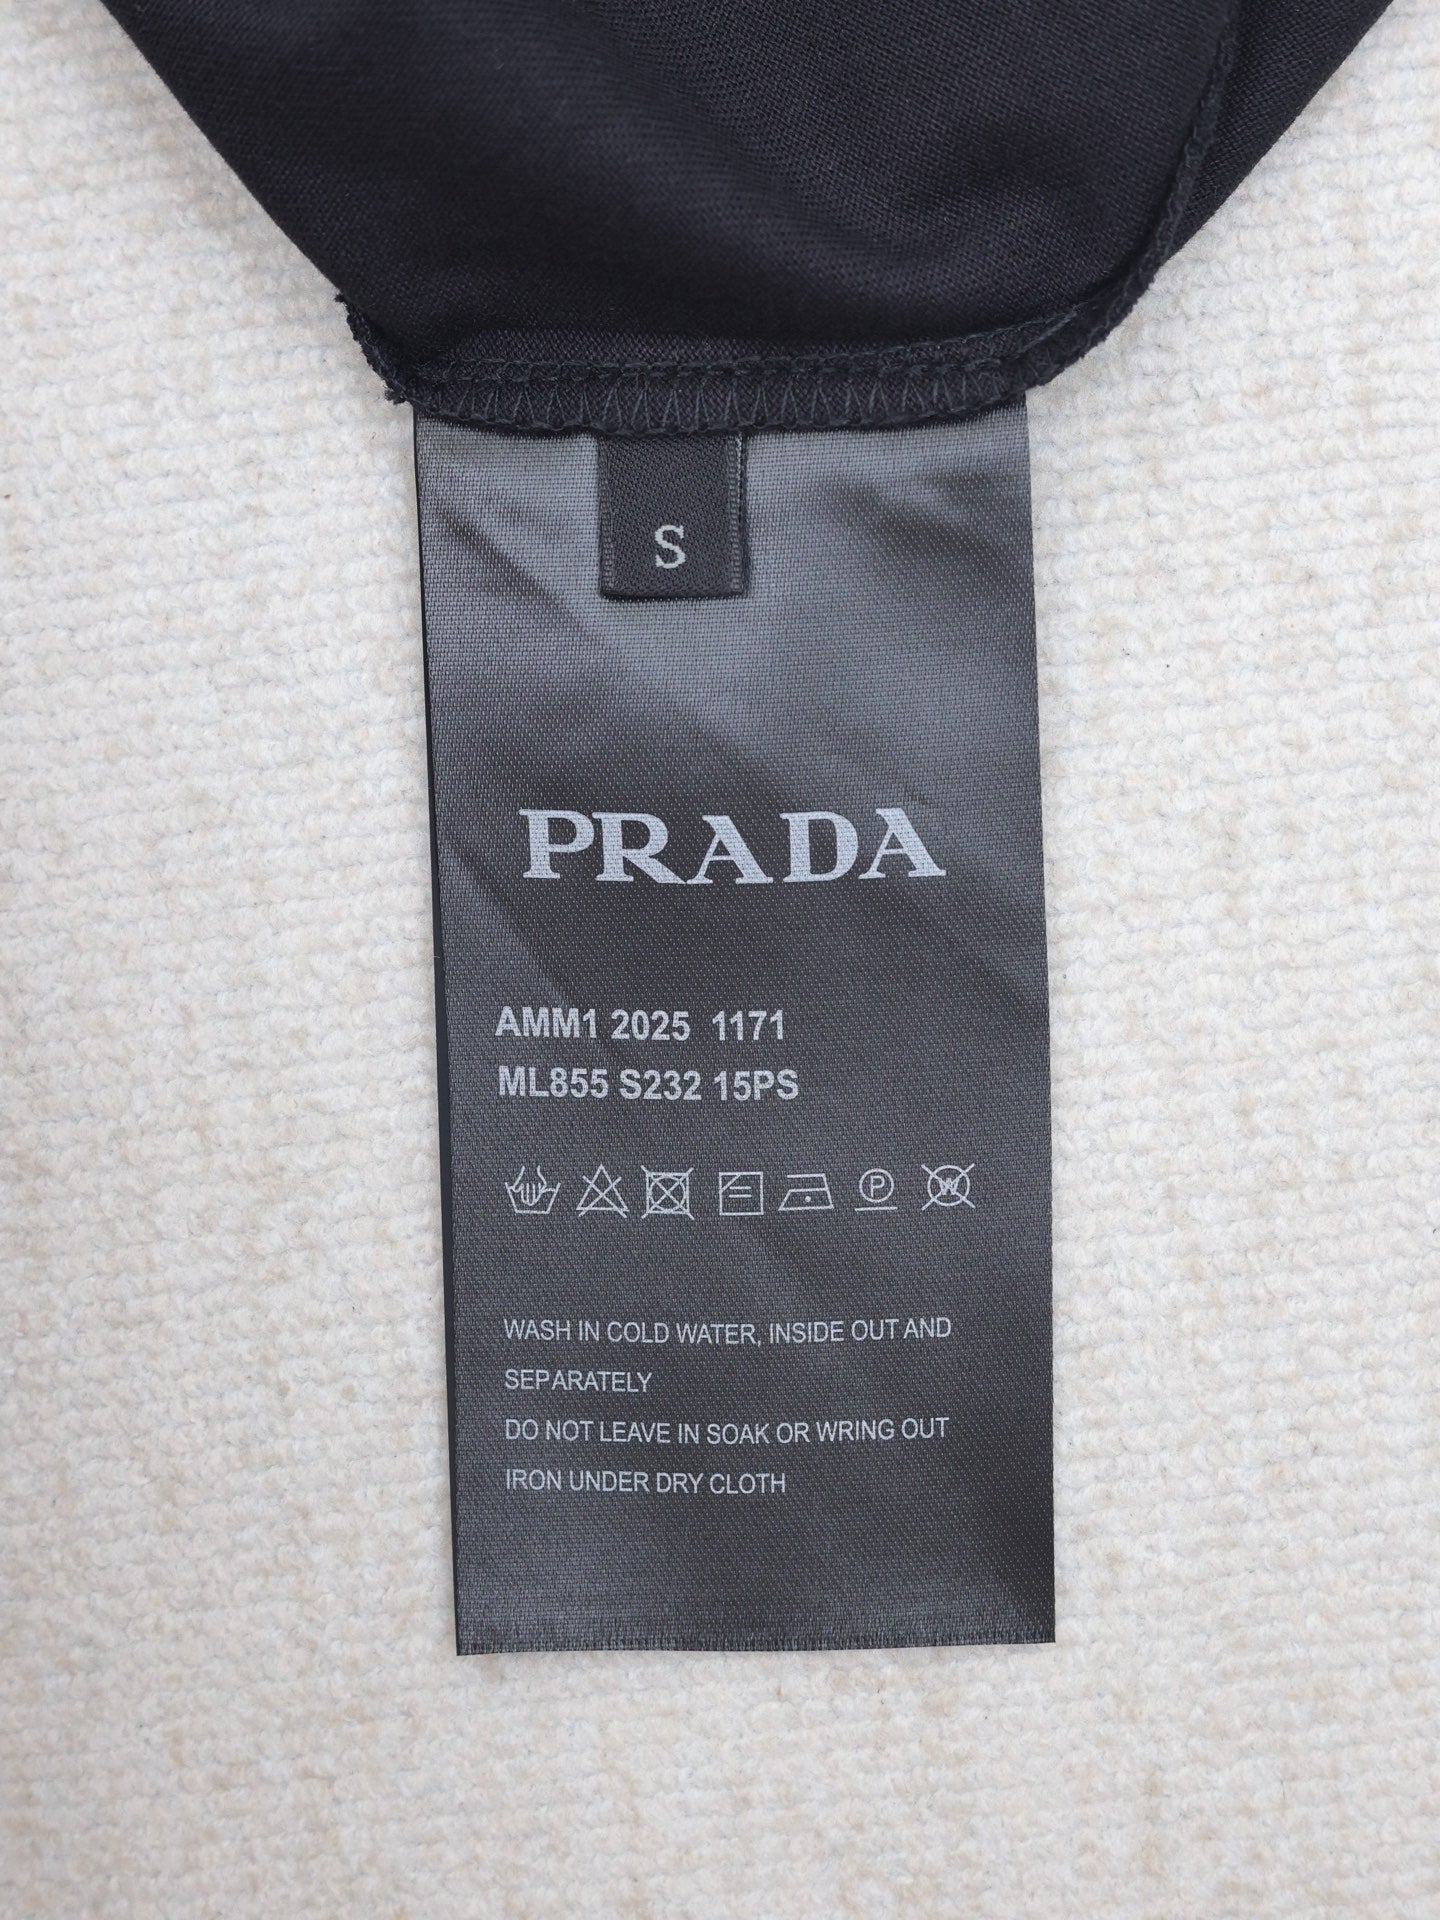 S
PRADA
AMM1 2025 1171
ML855 S232 15PS
P W
WASH IN COLD WATER, INSIDE OUT AND
SEPARATELY
DO NOT LEAVE IN SOAK OR WRING OUT
IRON UNDER DRY CLOTH